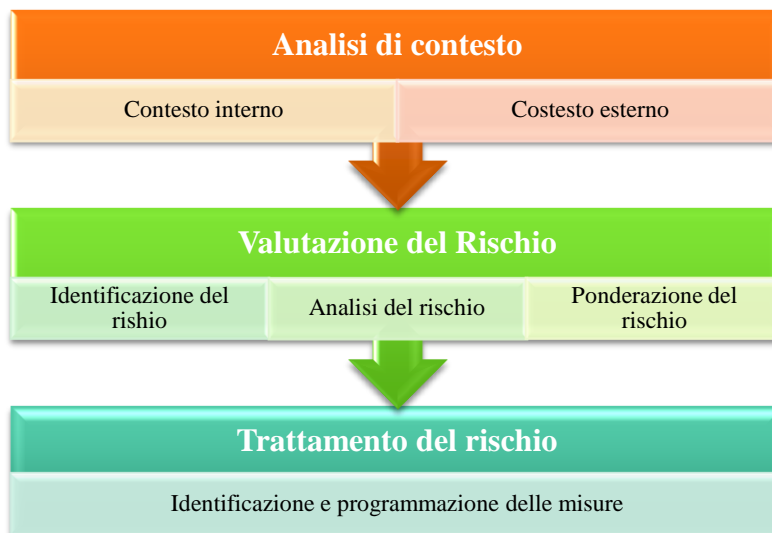 Analisi di contesto
Contesto interno
Costesto esterno
Valutazione del Rischio
Identificazione del
rishio
Analisi del rischio
Ponderazione del
rischio
Trattamento del rischio
Identificazione e programmazione delle misure